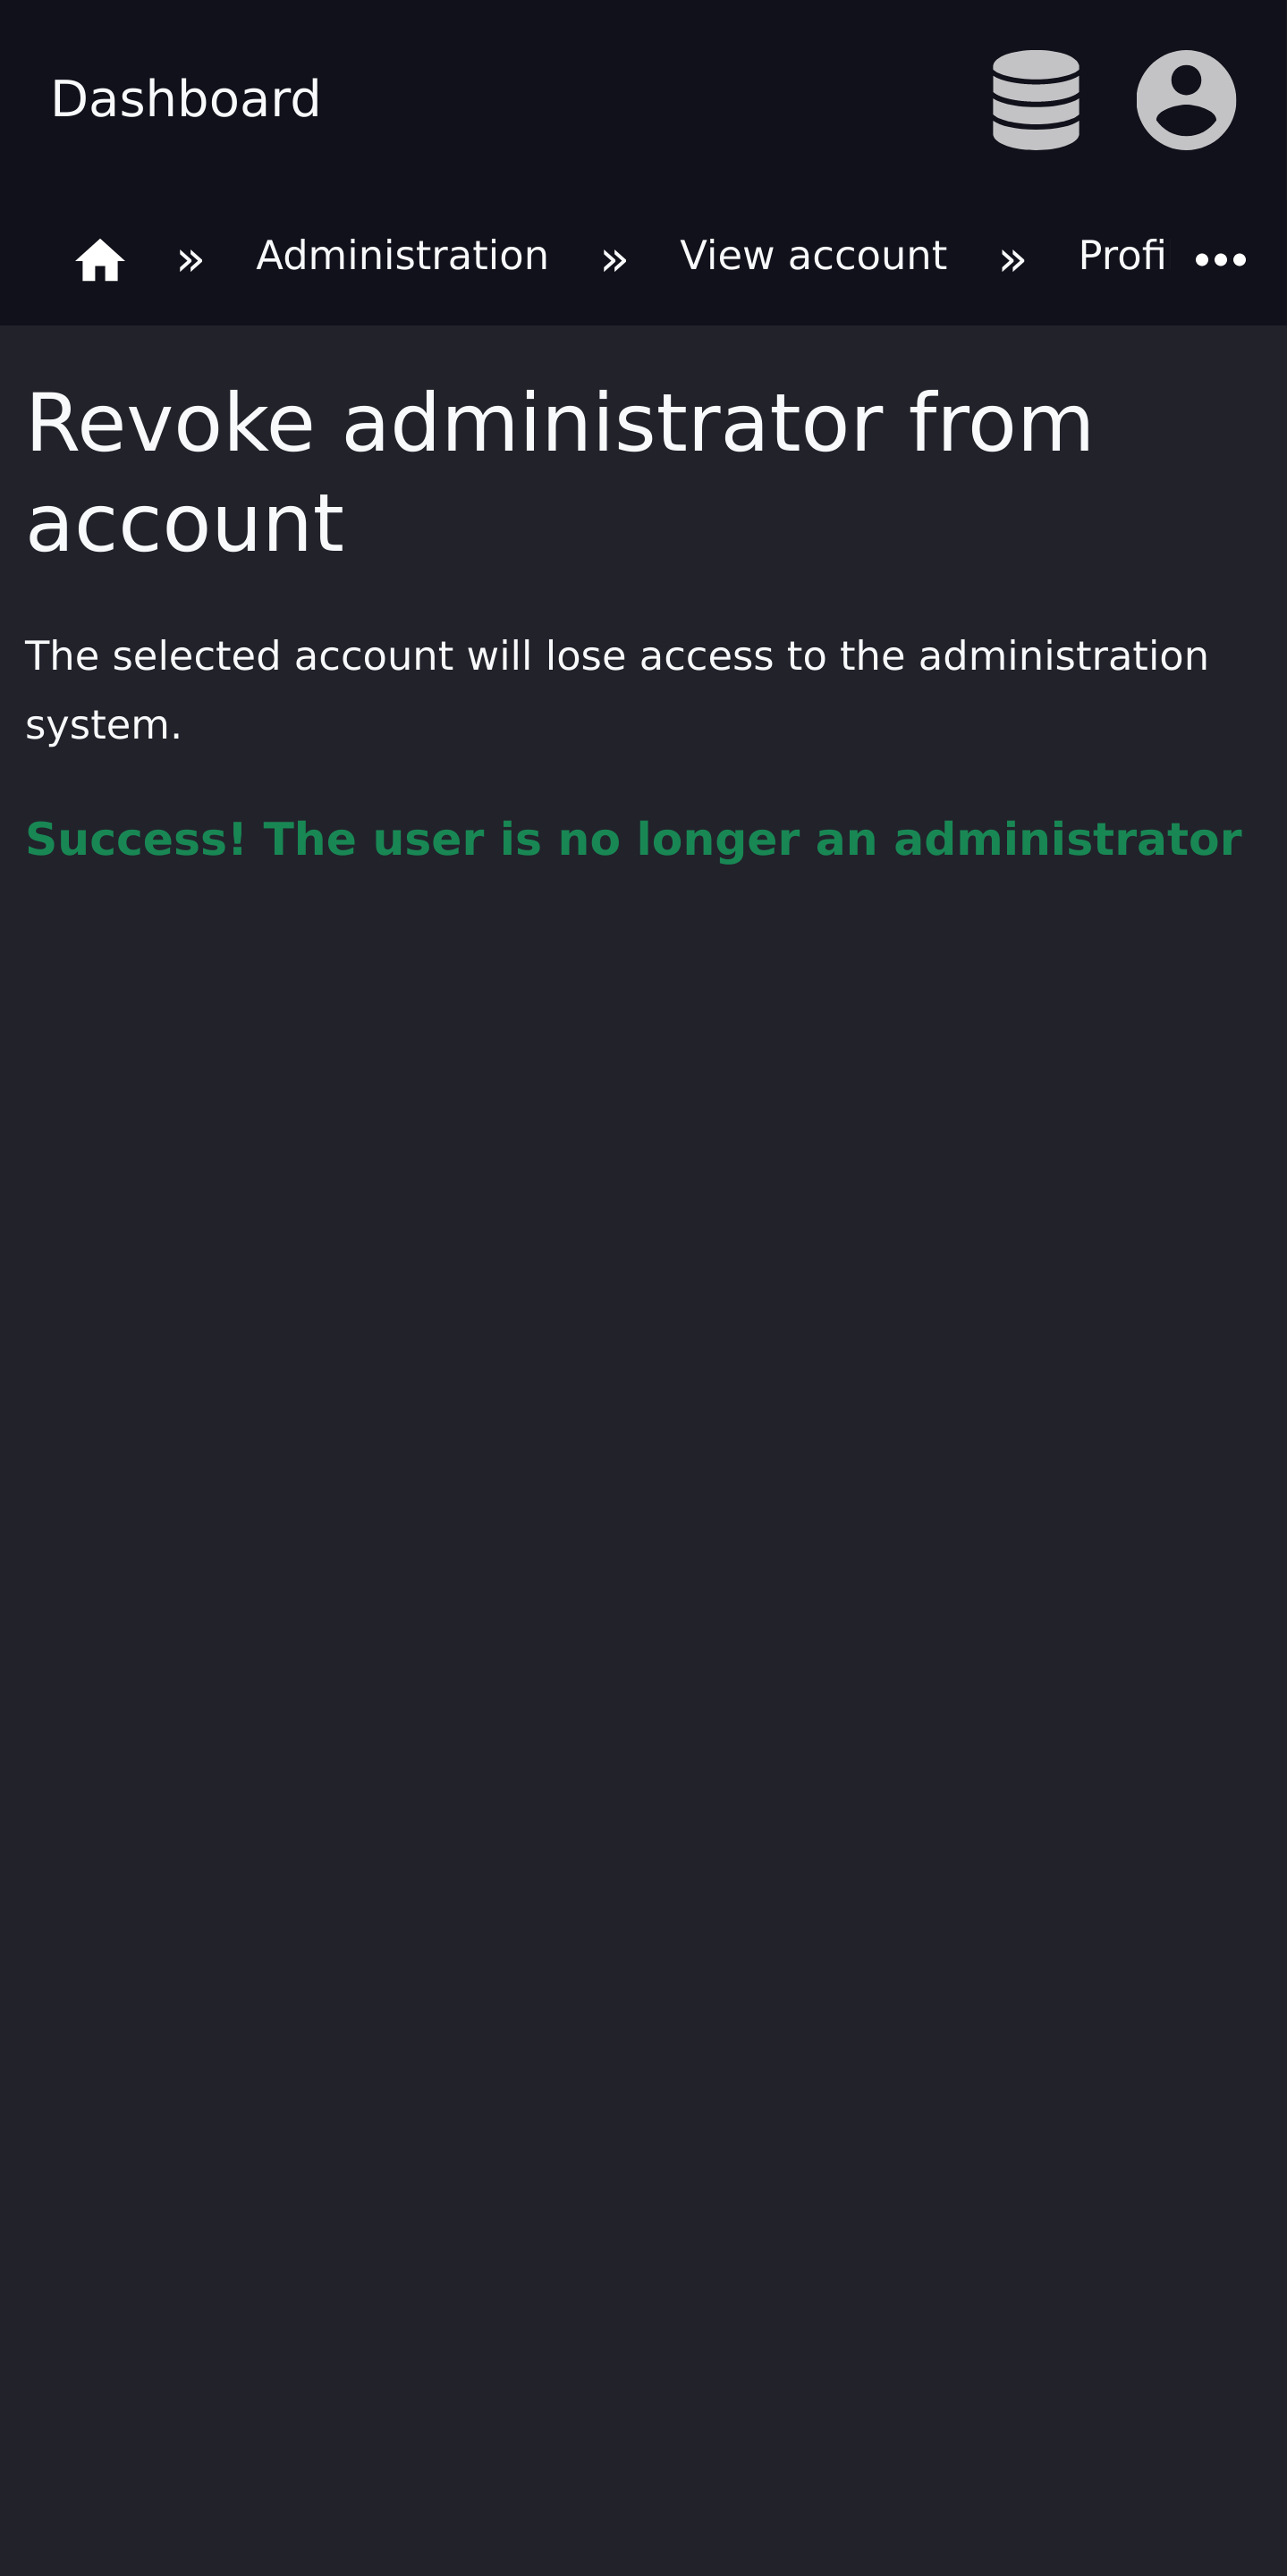 Dashboard
» Administration » View account » Profi •••
Revoke administrator from
account
The selected account will lose access to the administration
system.
Success! The user is no longer an administrator